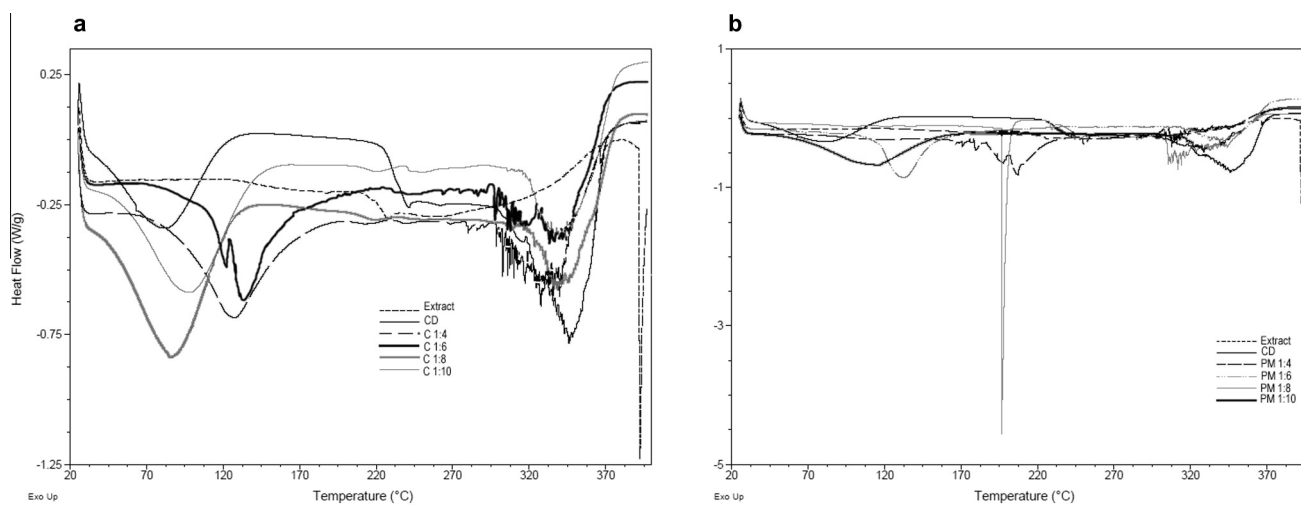 a
0.25
-0.25
-0.75
-1.25
Heat Flow (W/g)
Extract
CD
C 1:4
C 1:6
C 1:8
C 1:10
20 70 120 170 220 270 320 370
Exo Up
Temperature (°C)
b
1
-1
-3
-5
Extract
CD
PM 1:4
PM 1:6
PM 1:8
PM 1:10
20 70 120 170 220 270 320 370
Exo Up
Temperature (°C)